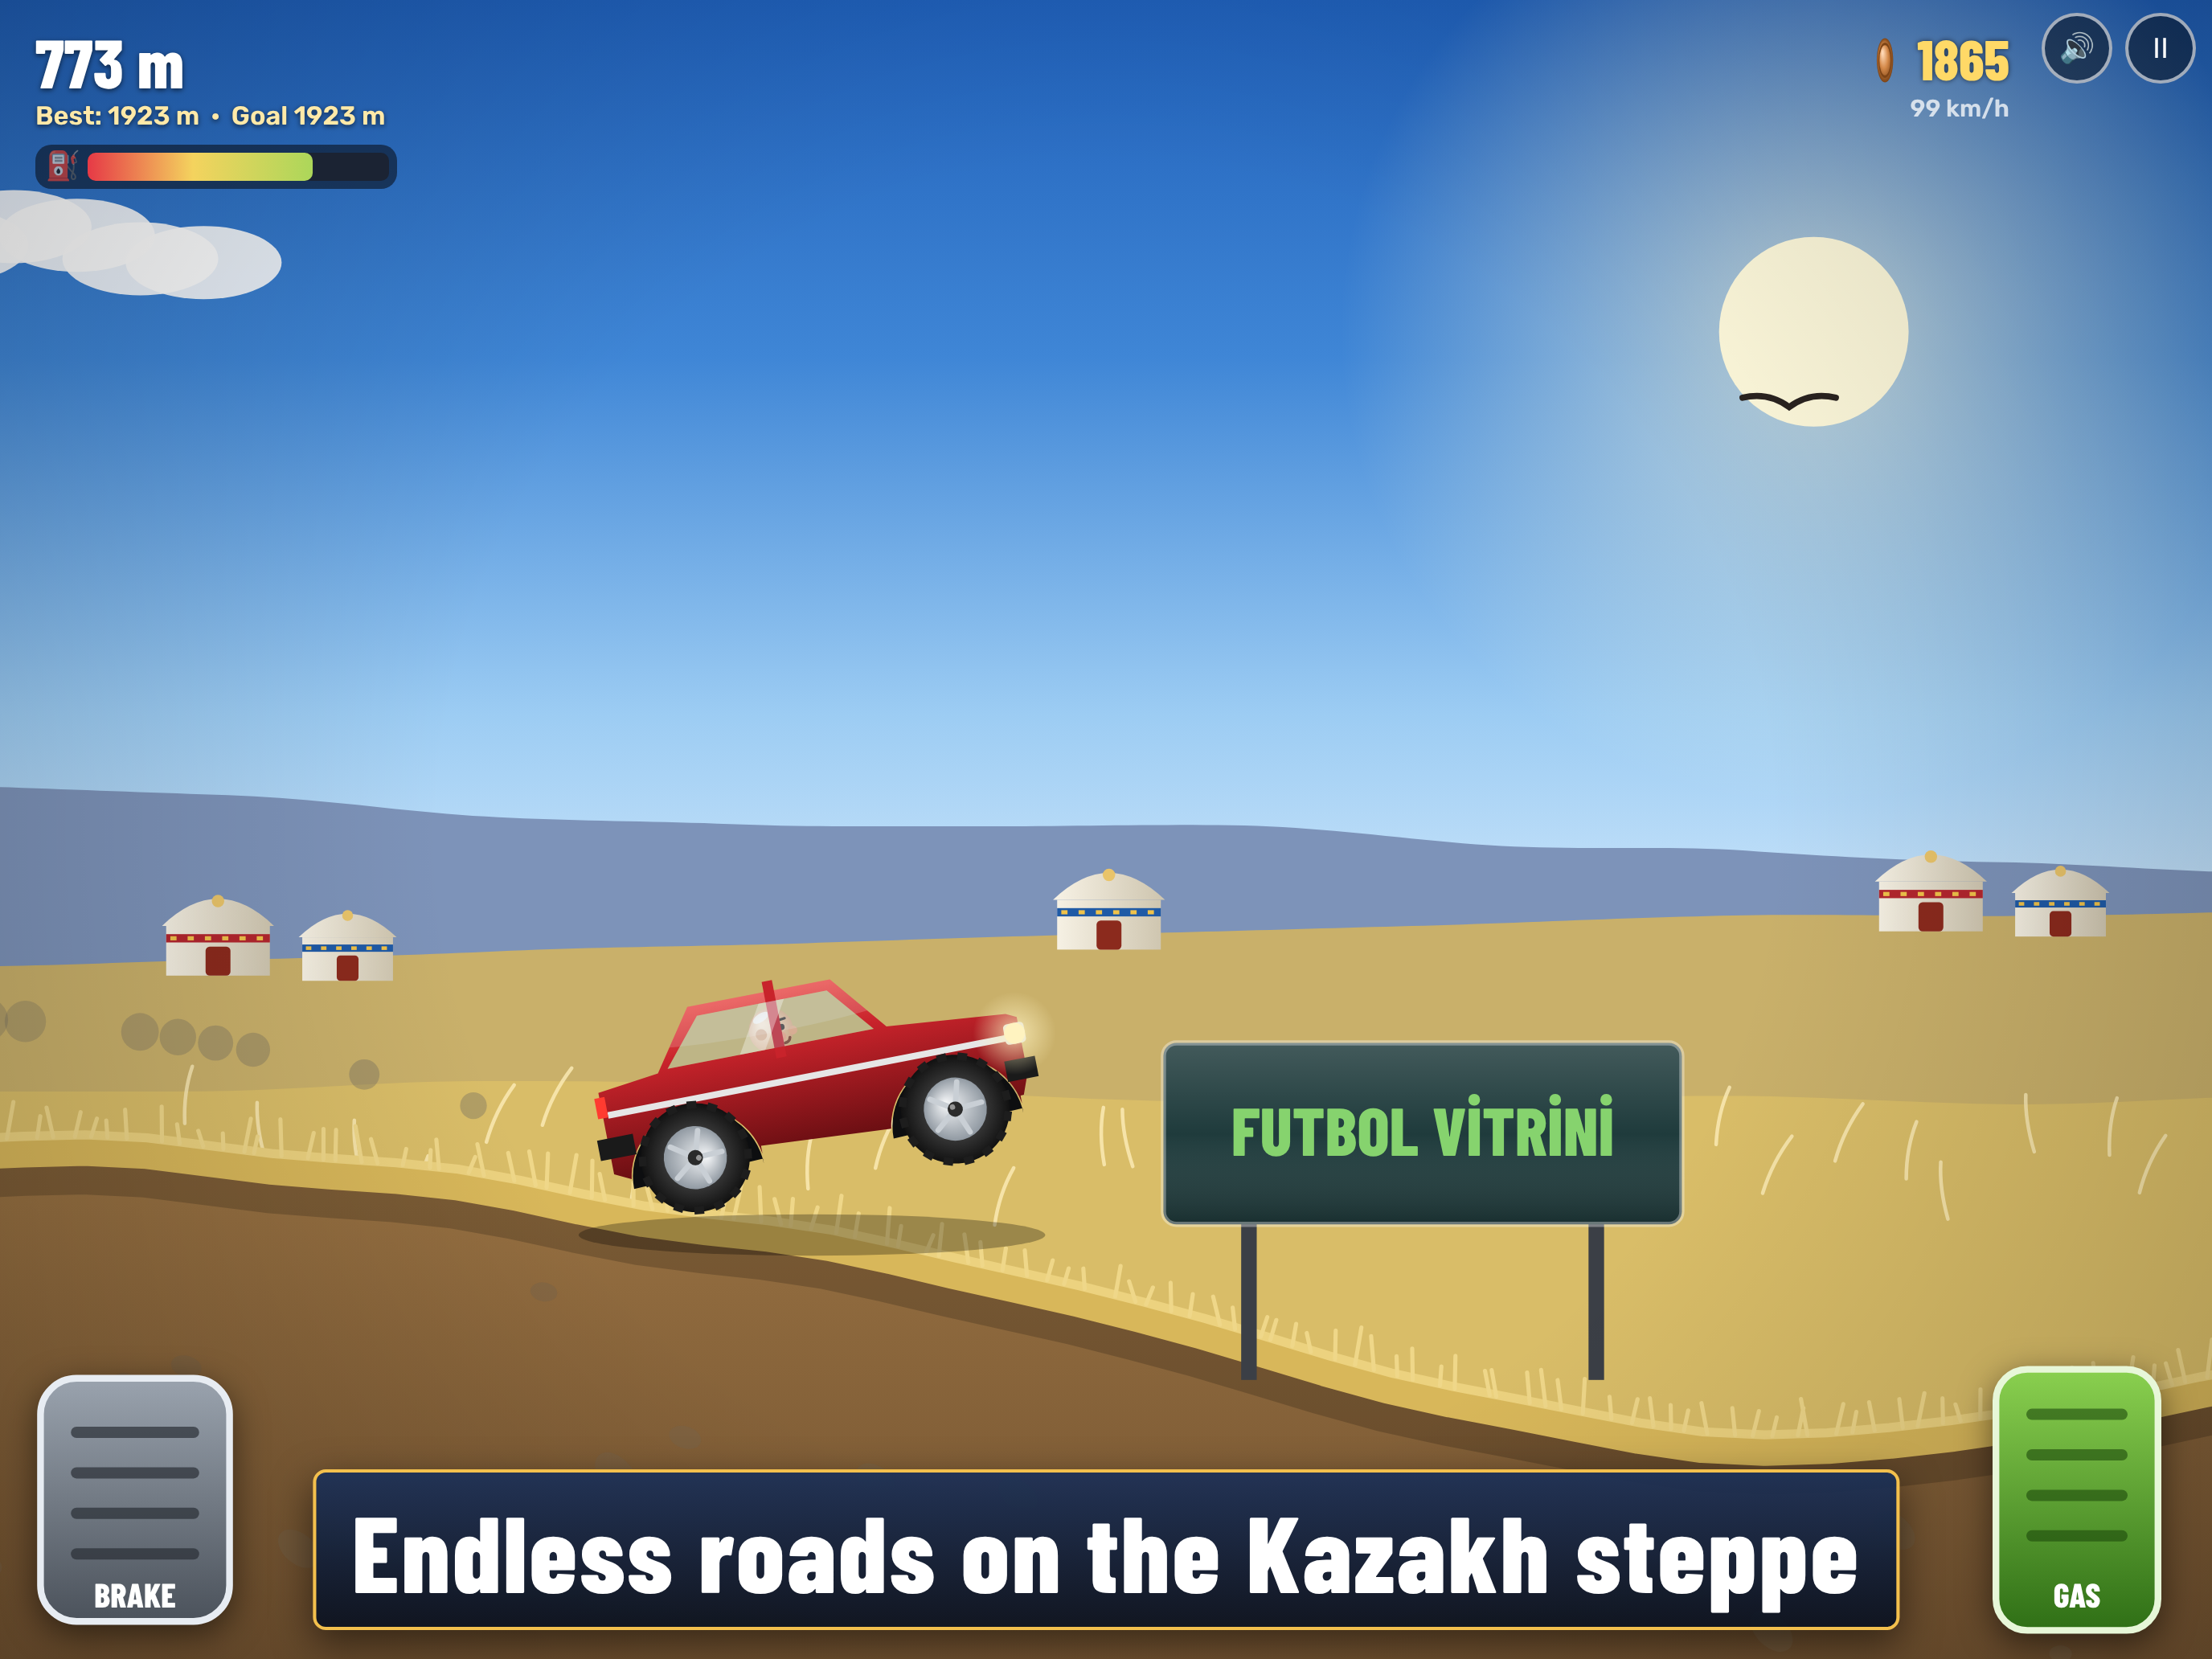 773 m
Best: 1923 m • Goal 1923 m
1865
99 km/h
FUTBOL VİTRİNİ
Endless roads on the Kazakh steppe
BRAKE
GAS